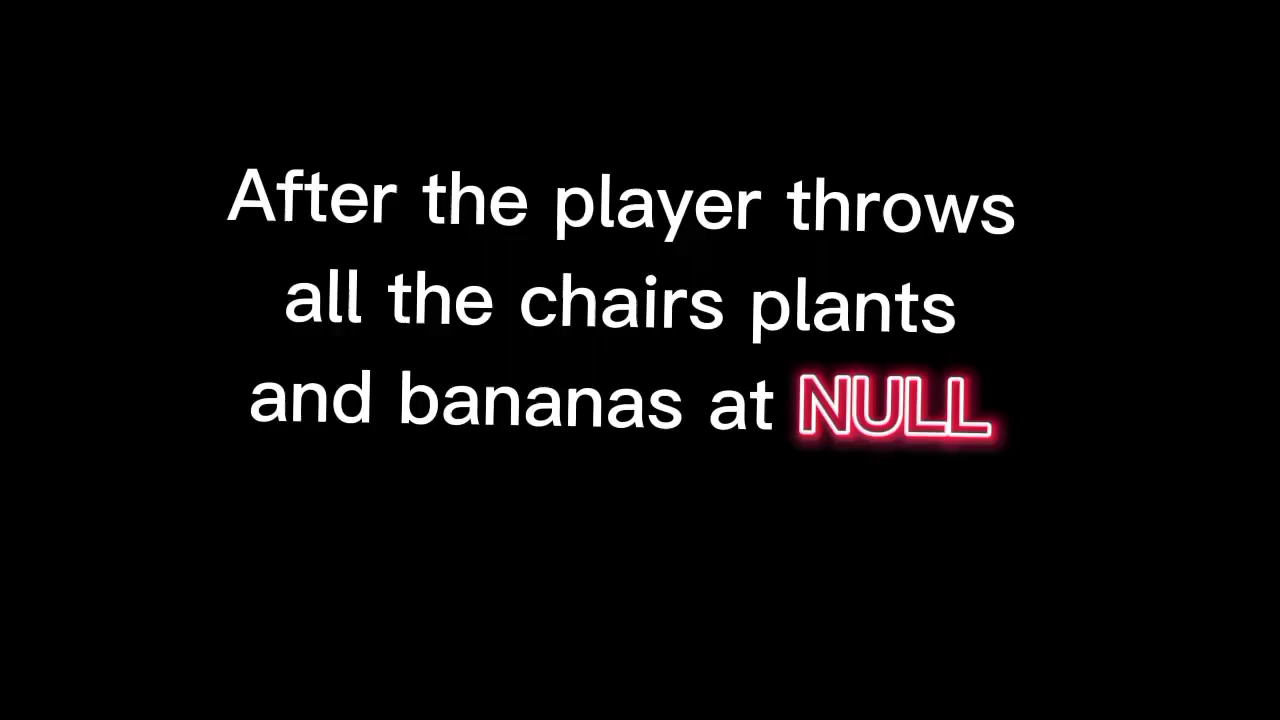 After the player throws
all the chairs plants
and bananas at NULL